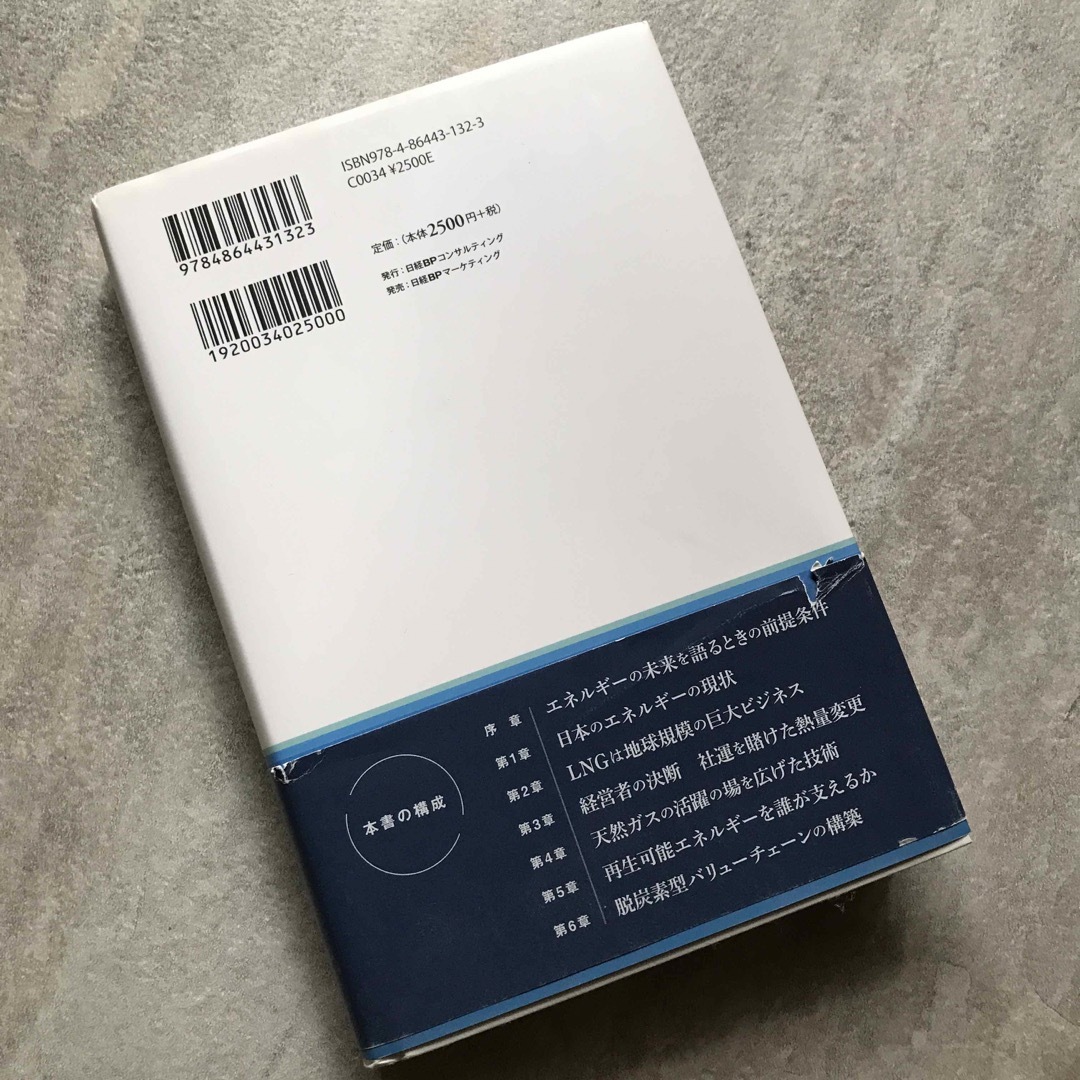 ISBN978-4-86443-132-3
C0034 ¥2500E
9784864431323
1920034025000
定価：（本体2500円+税）
発行：日経BPコンサルティング
発売：日経BPマーケティング
本書の構成
序 章 エネルギーの未来を語るときの前提条件
第1章 日本のエネルギーの現状
第2章 LNGは地球規模の巨大ビジネス
第3章 経営者の決断 社運を賭けた熱量変更
第4章 天然ガスの活躍の場を広げた技術
第5章 再生可能エネルギーを誰が支えるか
第6章 脱炭素型バリューチェーンの構築